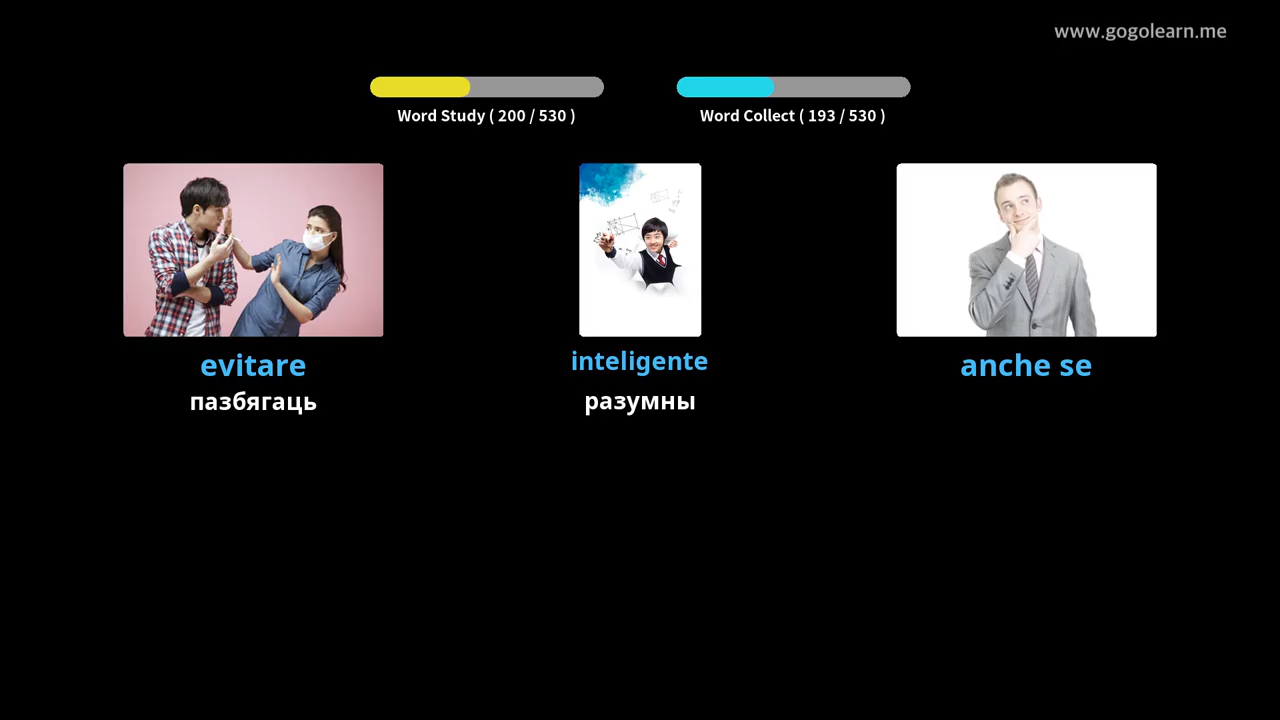 www.gogolearn.me
Word Study ( 200 / 530 )
Word Collect ( 193 / 530 )
evitare
пазбягаць
inteligente
разумны
anche se